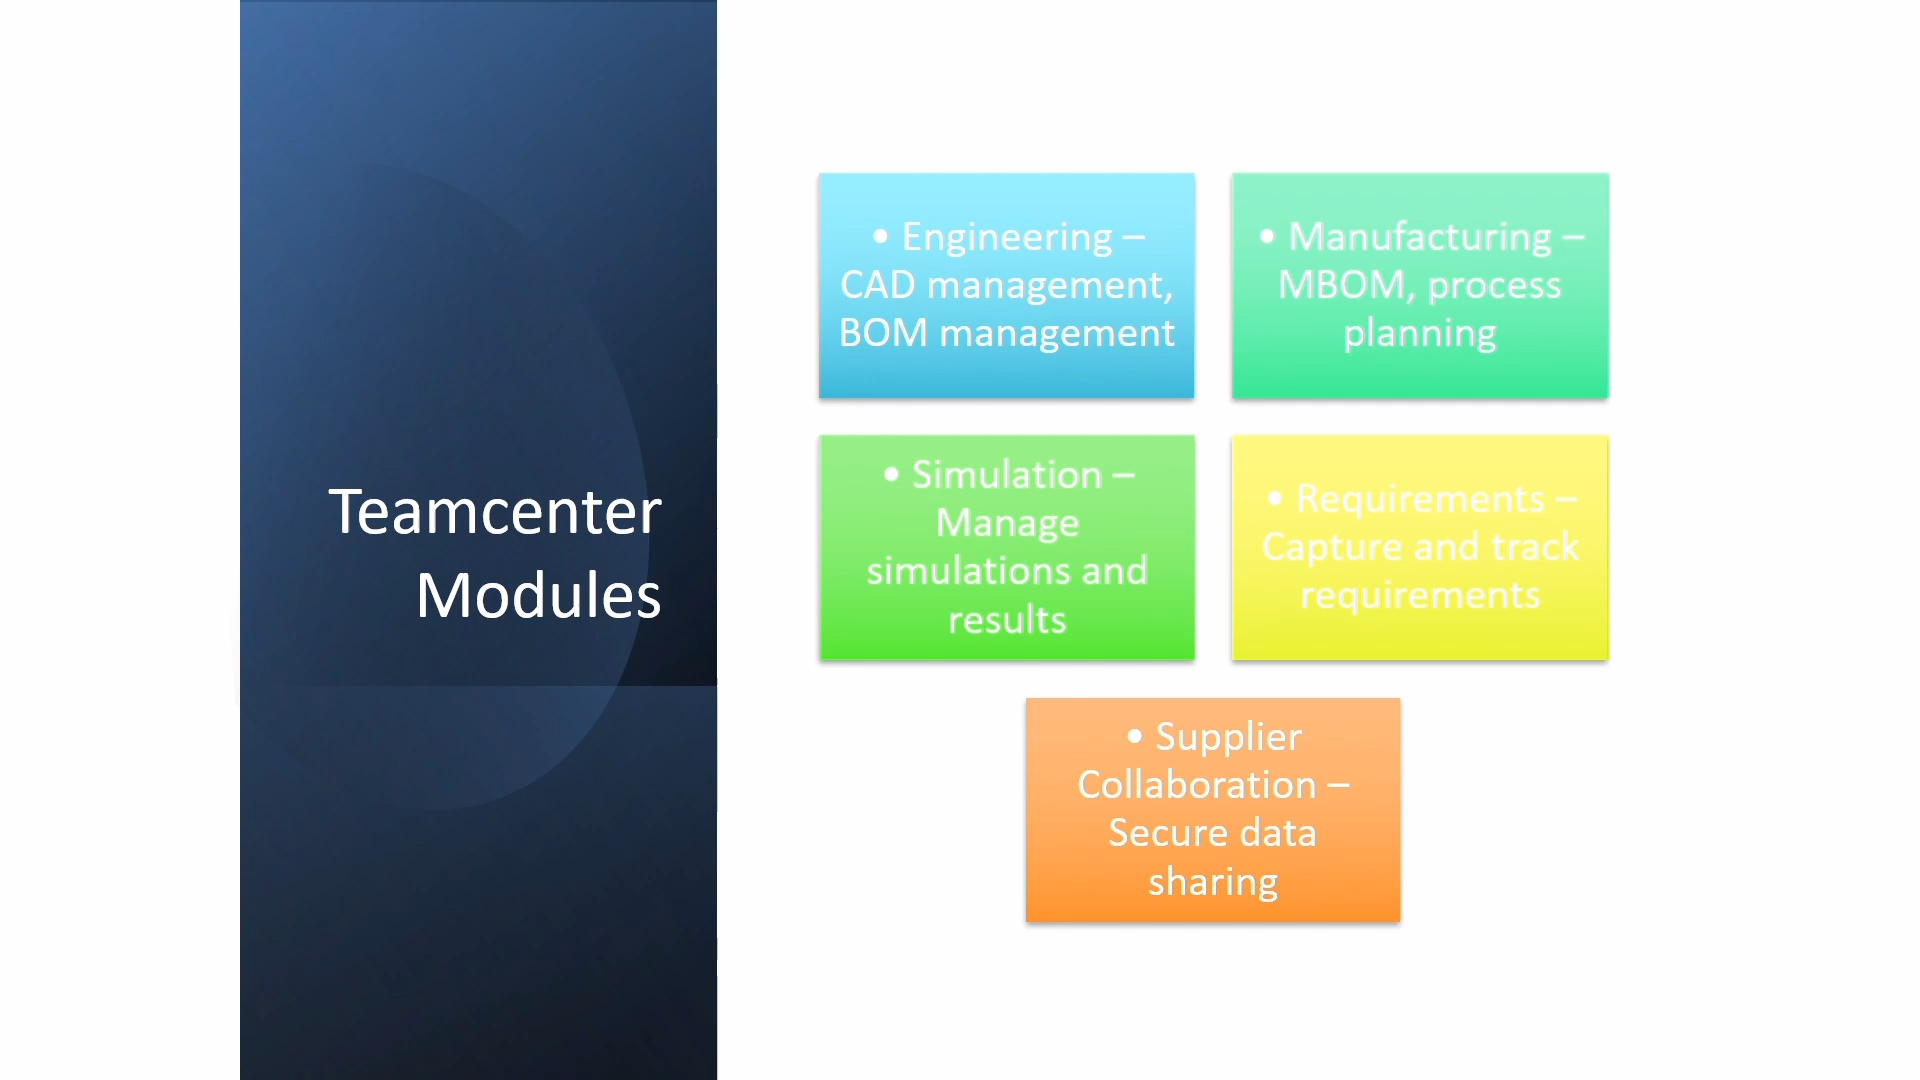 Teamcenter
Modules
• Engineering –
CAD management,
BOM management
• Manufacturing –
MBOM, process
planning
• Simulation –
Manage
simulations and
results
• Requirements –
Capture and track
requirements
• Supplier
Collaboration –
Secure data
sharing